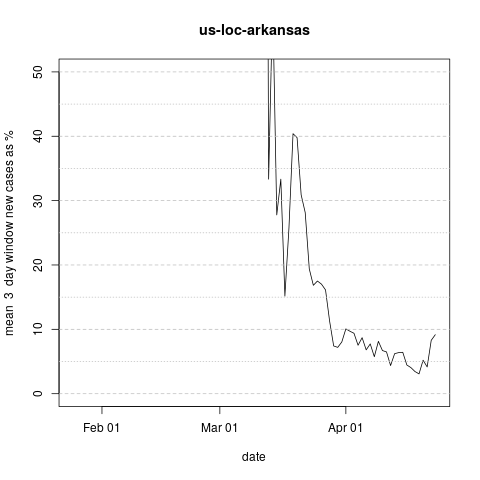 us-loc-arkansas
mean 3 day window new cases as %
50
40
30
20
10
0
Feb 01
Mar 01
Apr 01
date